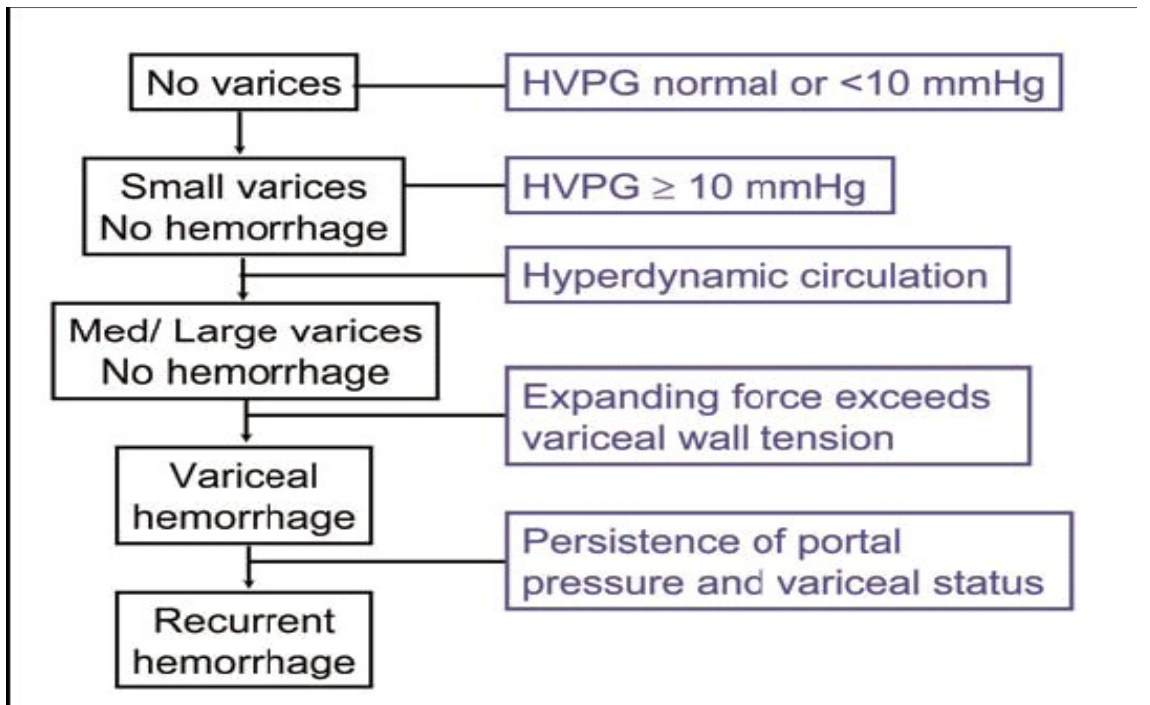 No varices
HVPG normal or <10 mmHg
Small varices
No hemorrhage
HVPG ≥ 10 mmHg
Hyperdynamic circulation
Med/ Large varices
No hemorrhage
Expanding force exceeds
variceal wall tension
Variceal
hemorrhage
Persistence of portal
pressure and variceal status
Recurrent
hemorrhage